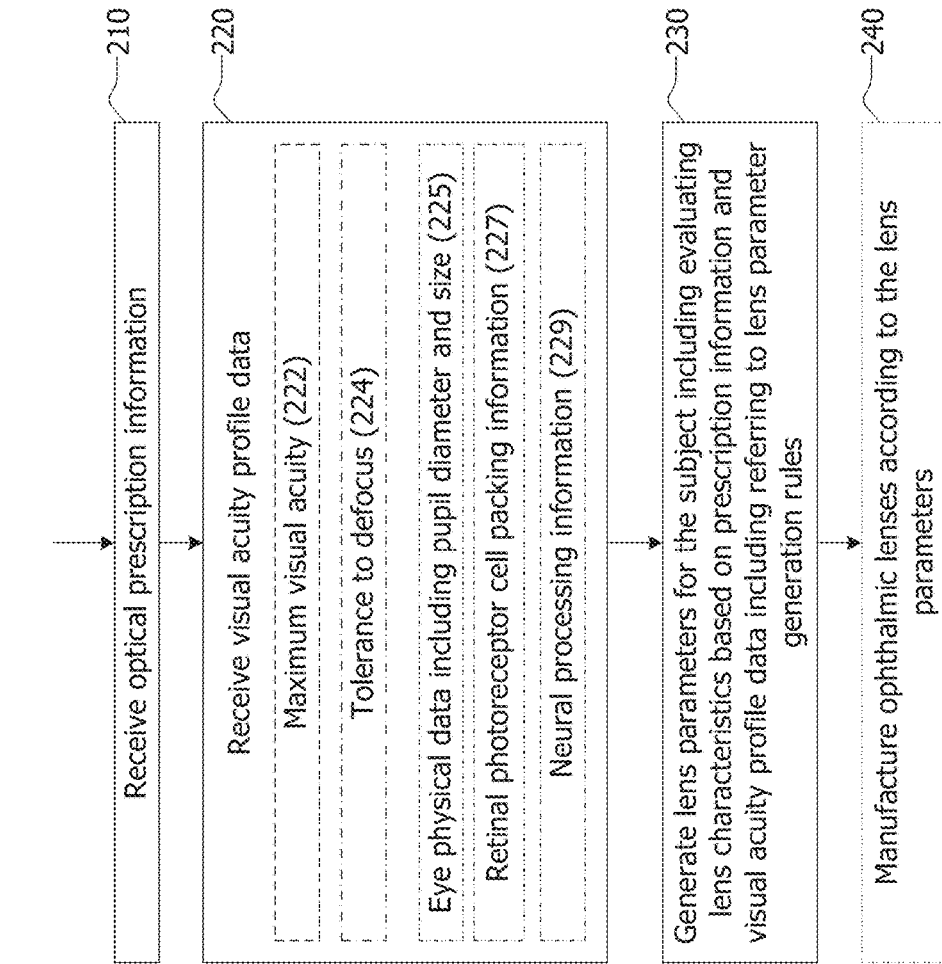 210
Receive optical prescription information
220
Receive visual acuity profile data
Maximum visual acuity (222)
Tolerance to defocus (224)
Eye physical data including pupil diameter and size (225)
Retinal photoreceptor cell packing information (227)
Neural processing information (229)
230
Generate lens parameters for the subject including evaluating
lens characteristics based on prescription information and
visual acuity profile data including referring to lens parameter
generation rules
240
Manufacture ophthalmic lenses according to the lens
parameters